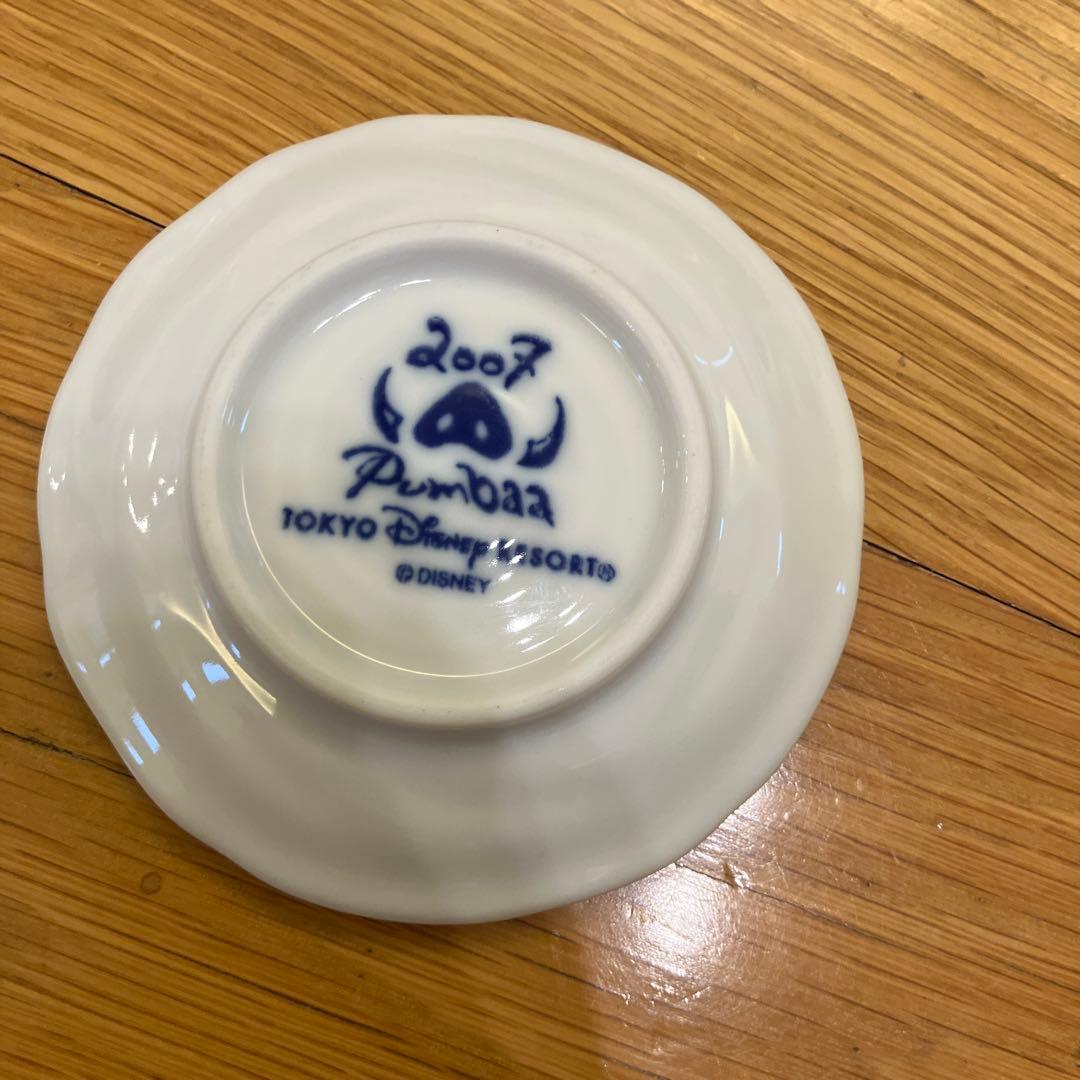 2007
Pumbaa
TOKYO DISNEY RESORT®
© DISNEY